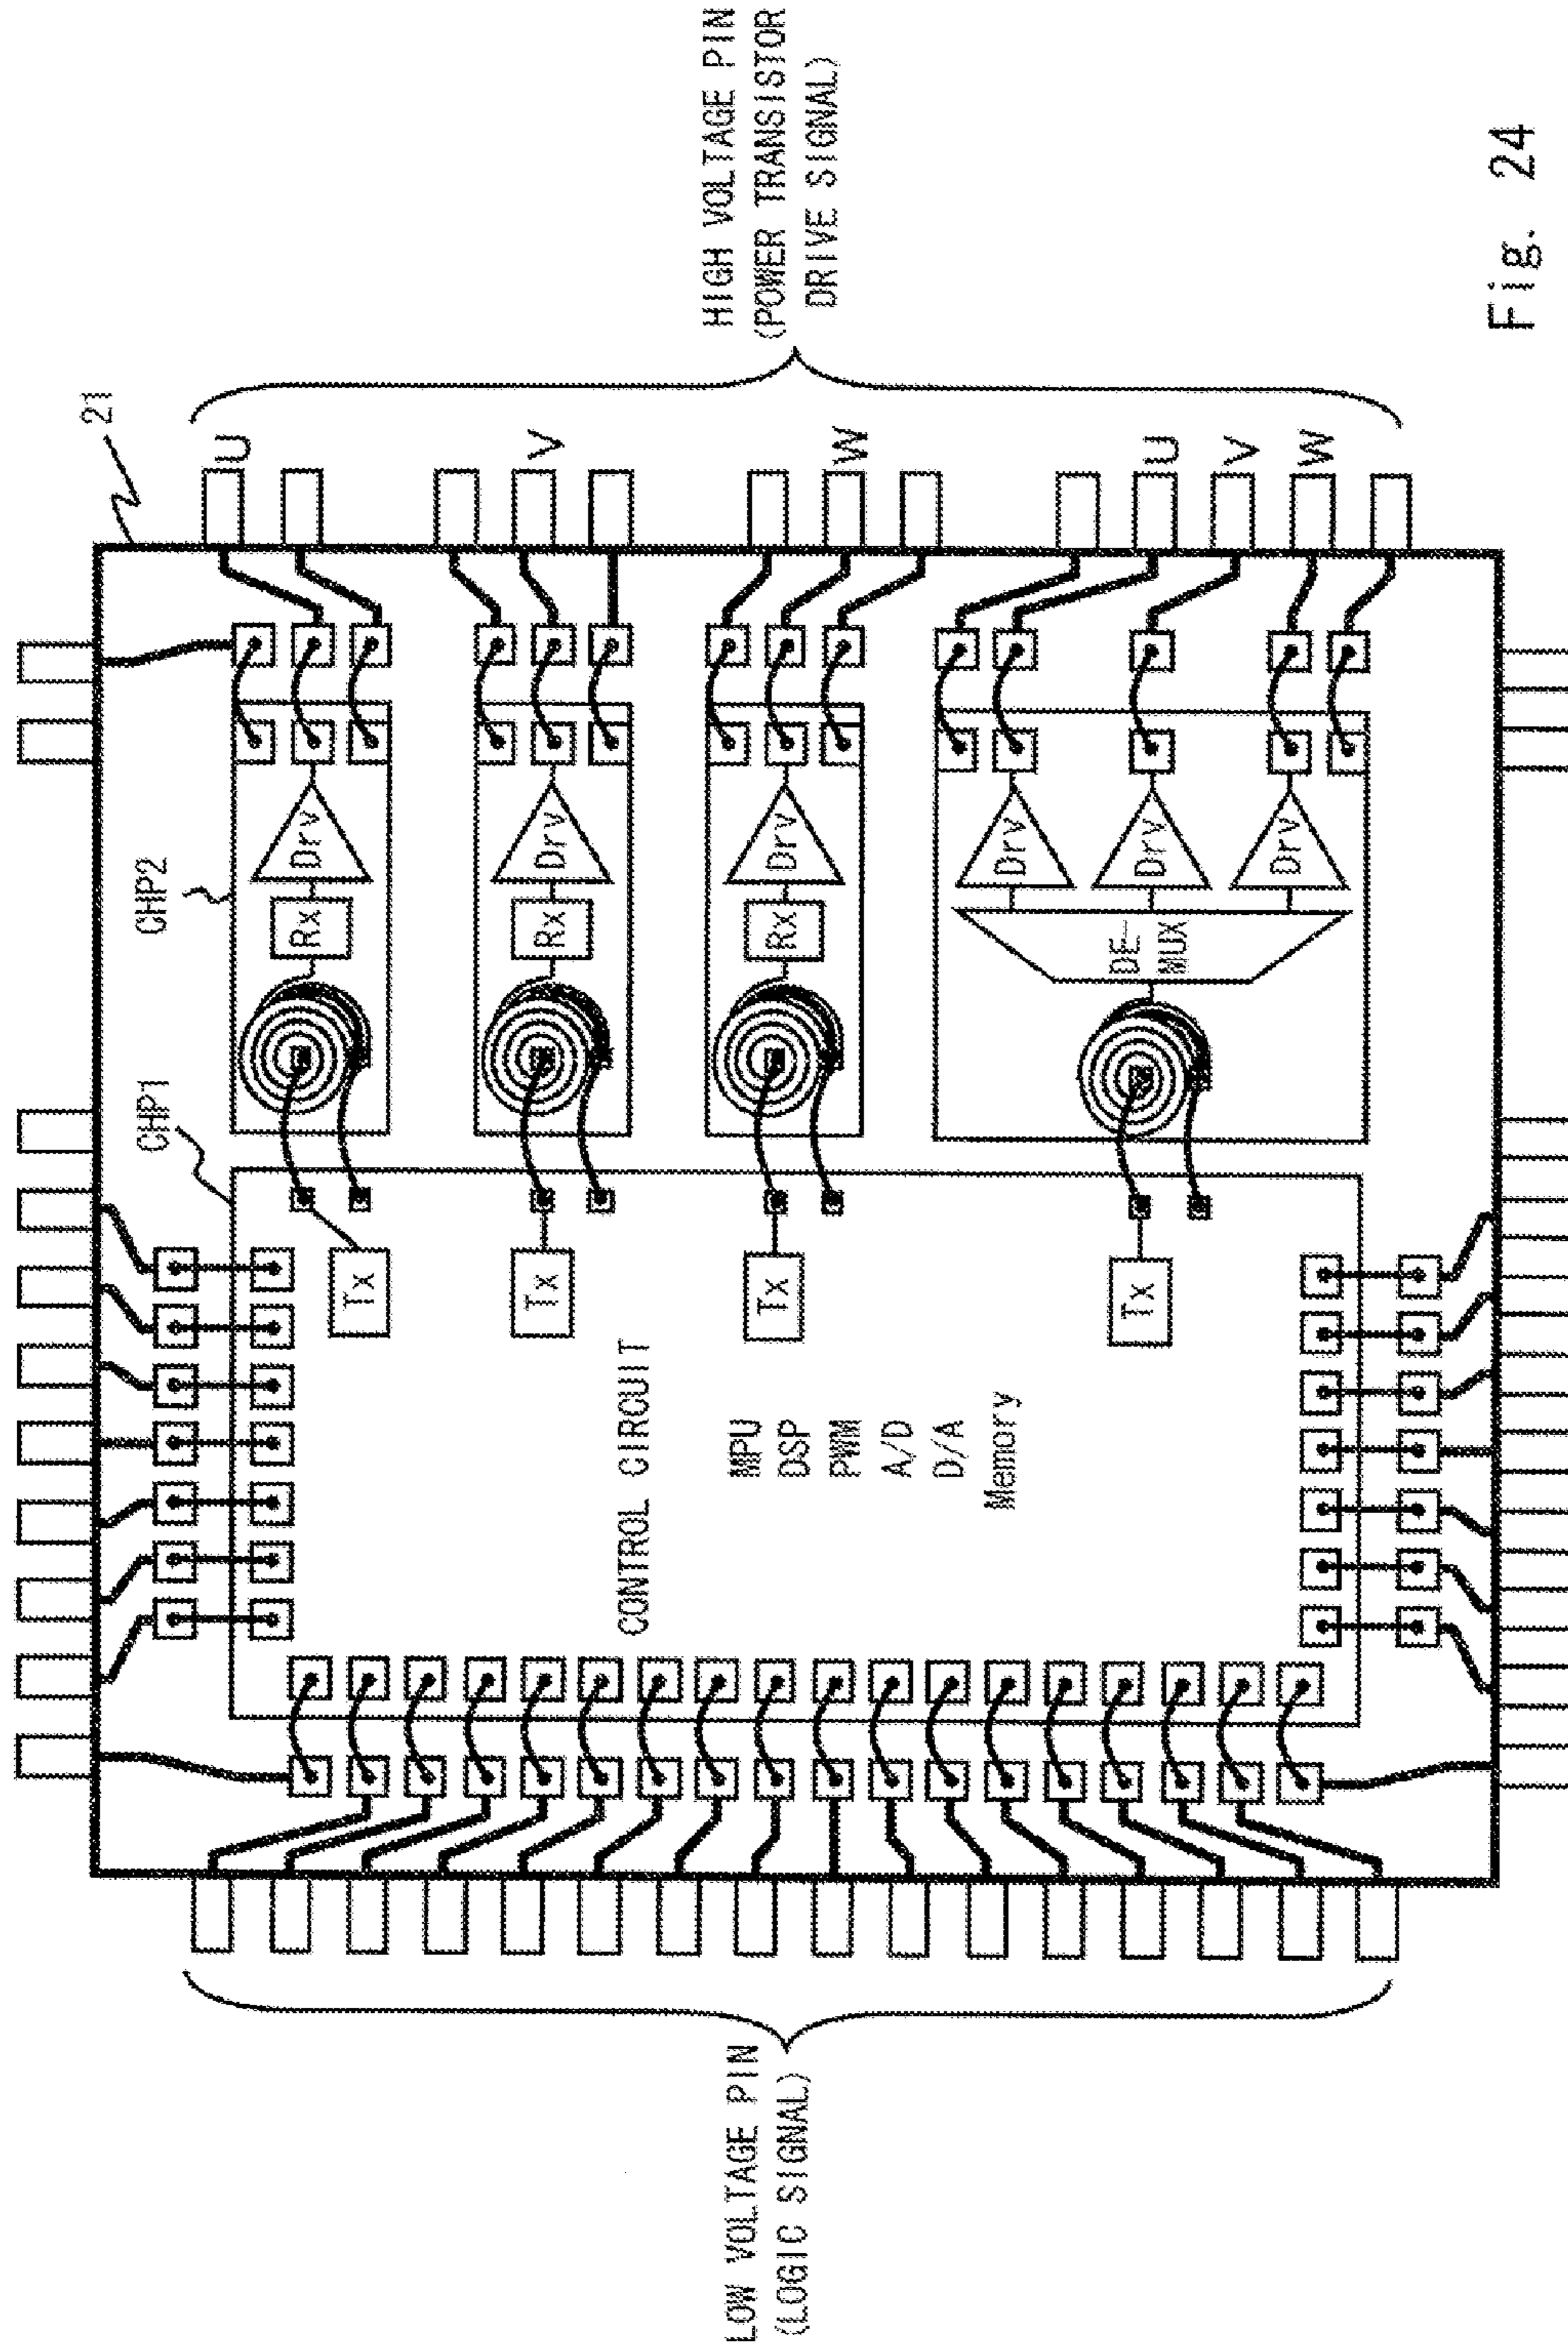 LOW VOLTAGE PIN
(LOGIC SIGNAL)
CONTROL CIRCUIT
MPU
DSP
PWM
A/D
D/A
Memory
CHP1
Tx
Tx
Tx
Tx
CHP2
Rx
Drv
Rx
Drv
Rx
Drv
DE-
MUX
Drv
Drv
Drv
21
U
V
W
U
V
W
HIGH VOLTAGE PIN
(POWER TRANSISTOR
DRIVE SIGNAL)
Fig. 24